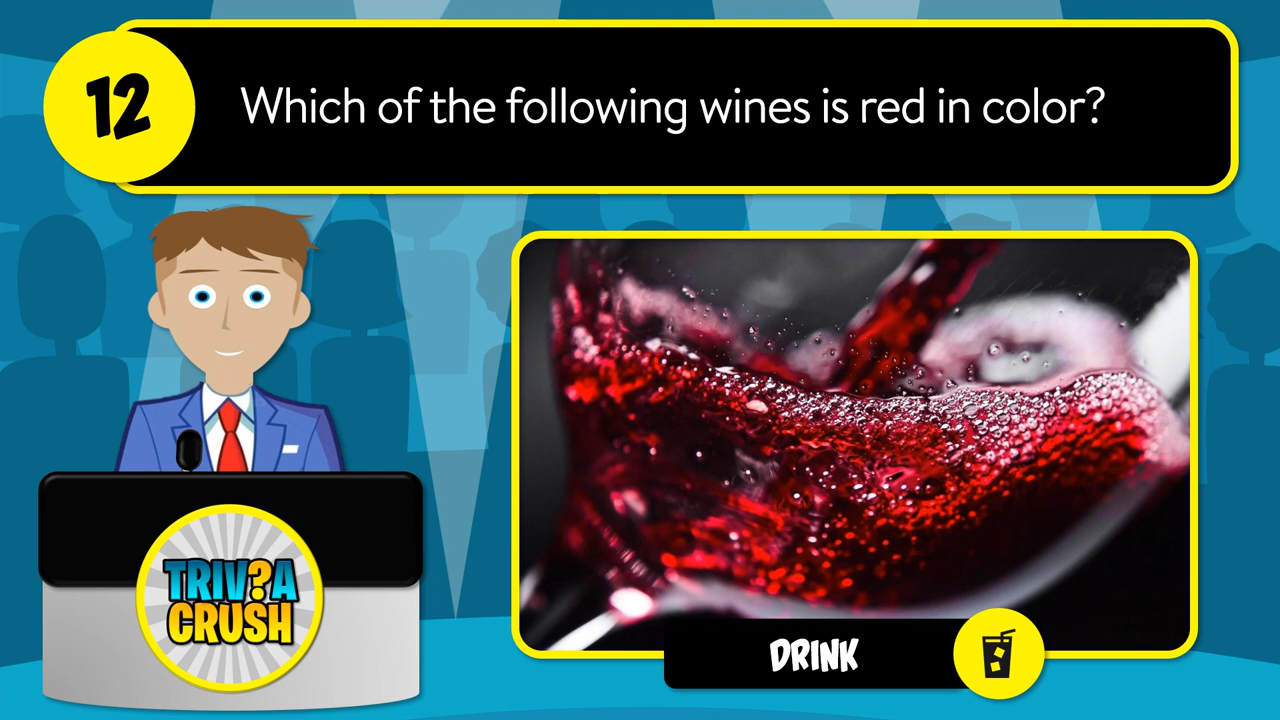 12
Which of the following wines is red in color?
TRIV?A
CRUSH
DRINK